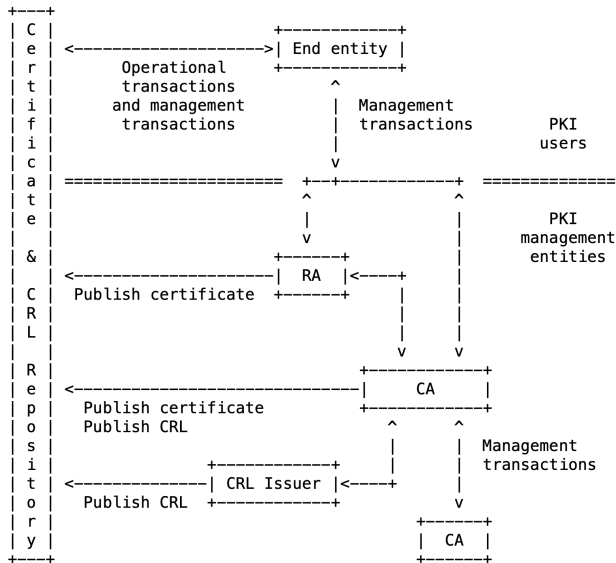 +---+
| C |                       +------------+
| e | <-------------------->| End entity |
| r |       Operational     +------------+
| t |       transactions          ^
| i |      and management         |  Management
| f |       transactions          |  transactions        PKI
| i |                             |                     users
| c |                             v
| a | =======================  +--+------------+  ==============
| t |                          ^               ^
| e |                          |               |         PKI
|   |                          v               |      management
| & |                       +------+           |       entities
|   | <---------------------|  RA  |<----+     |
| C |  Publish certificate  +------+     |     |
| R |                                    |     |
| L |                                    |     |
|   |                                    v     v
| R |                                +------------+
| e | <------------------------------|     CA     |
| p |   Publish certificate          +------------+
| o |   Publish CRL                     ^      ^
| s |                                   |      |  Management
| i |                +------------+     |      |  transactions
| t | <--------------| CRL Issuer |<----+      |
| o |   Publish CRL  +------------+            v
| r |                                      +------+
| y |                                      |  CA  |
+---+                                      +------+